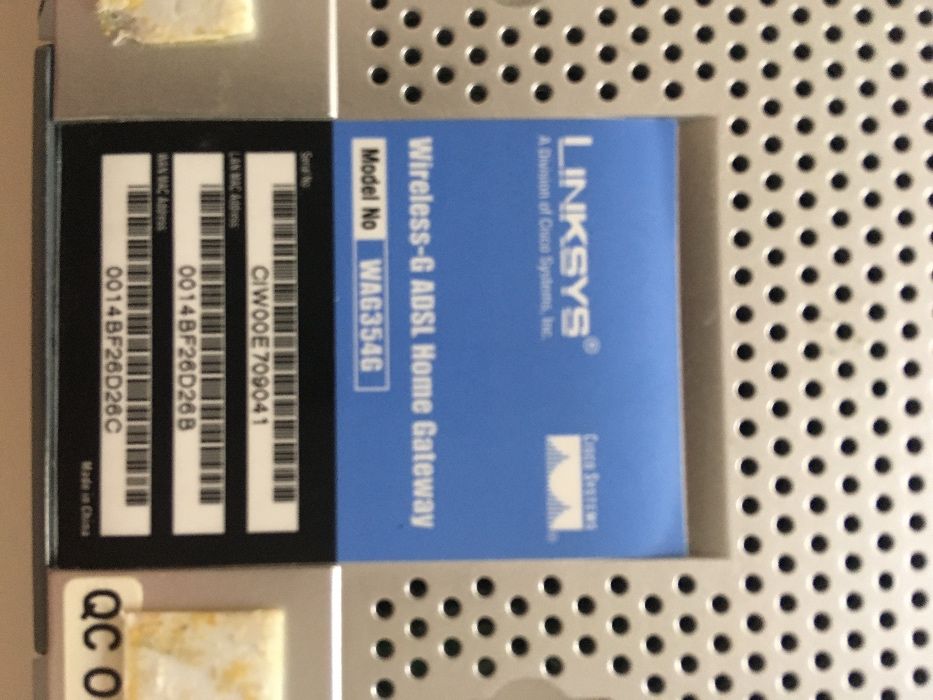 LINKSYS®
A Division of Cisco Systems, Inc.
CISCO SYSTEMS
Wireless-G ADSL Home Gateway
Model No WAG354G
Serial No.
CIW00E709041
LAN MAC Address
0014BF26D26B
WAN MAC Address
0014BF26D26C
Made in China
QC